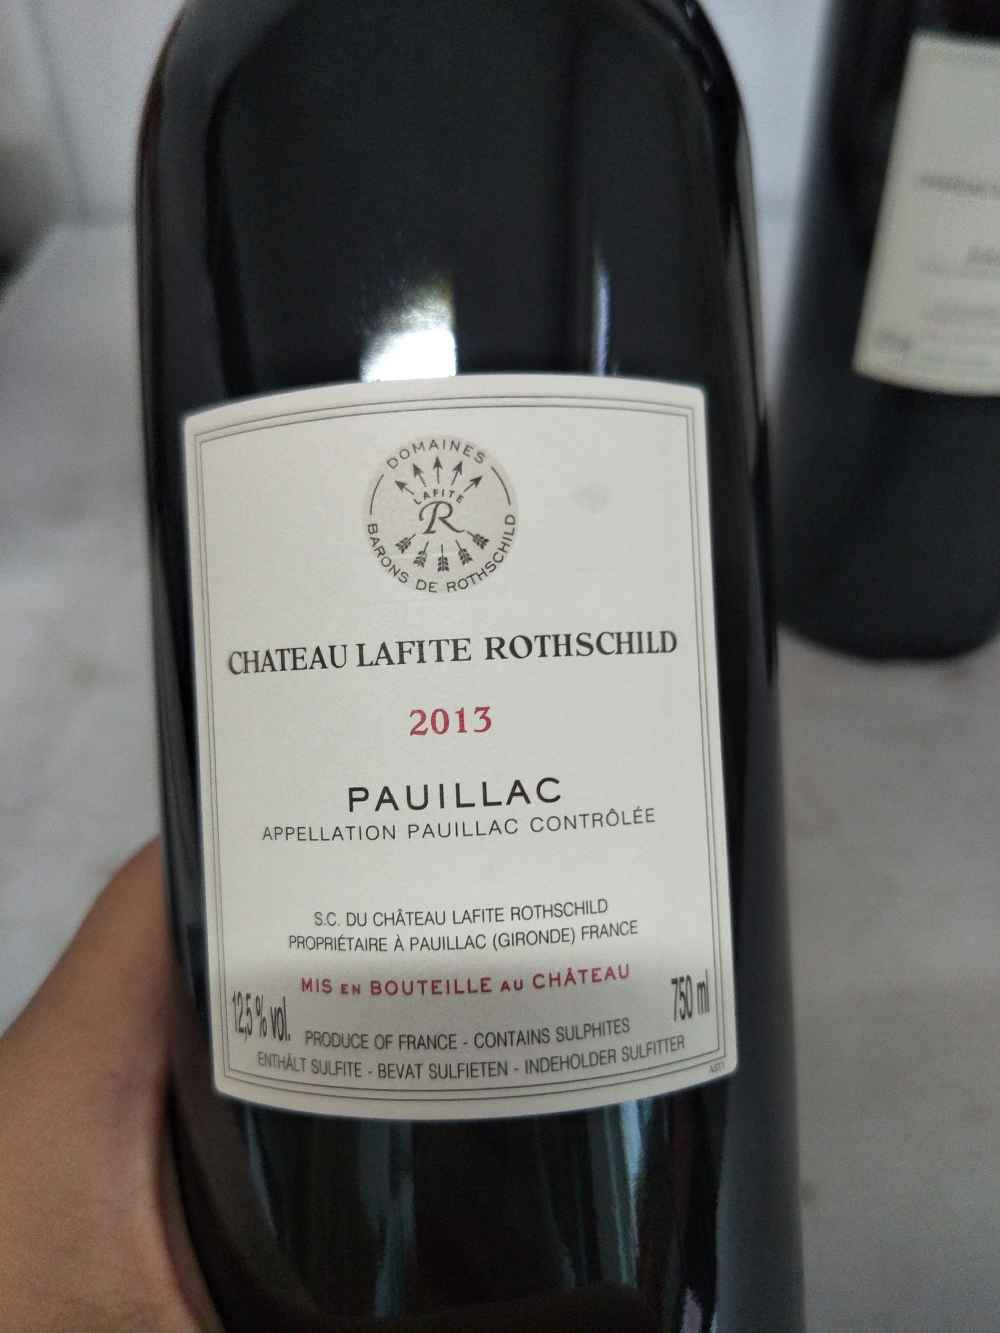 DOMAINES
LAFITE
R
BARONS DE ROTHSCHILD
CHATEAU LAFITE ROTHSCHILD
2013
PAUILLAC
APPELLATION PAUILLAC CONTRÔLÉE
S.C. DU CHÂTEAU LAFITE ROTHSCHILD
PROPRIÉTAIRE À PAUILLAC (GIRONDE) FRANCE
MIS EN BOUTEILLE AU CHÂTEAU
12,5 % vol.
750 ml
PRODUCE OF FRANCE - CONTAINS SULPHITES
ENTHÄLT SULFITE - BEVAT SULFIETEN - INDEHOLDER SULFITTER